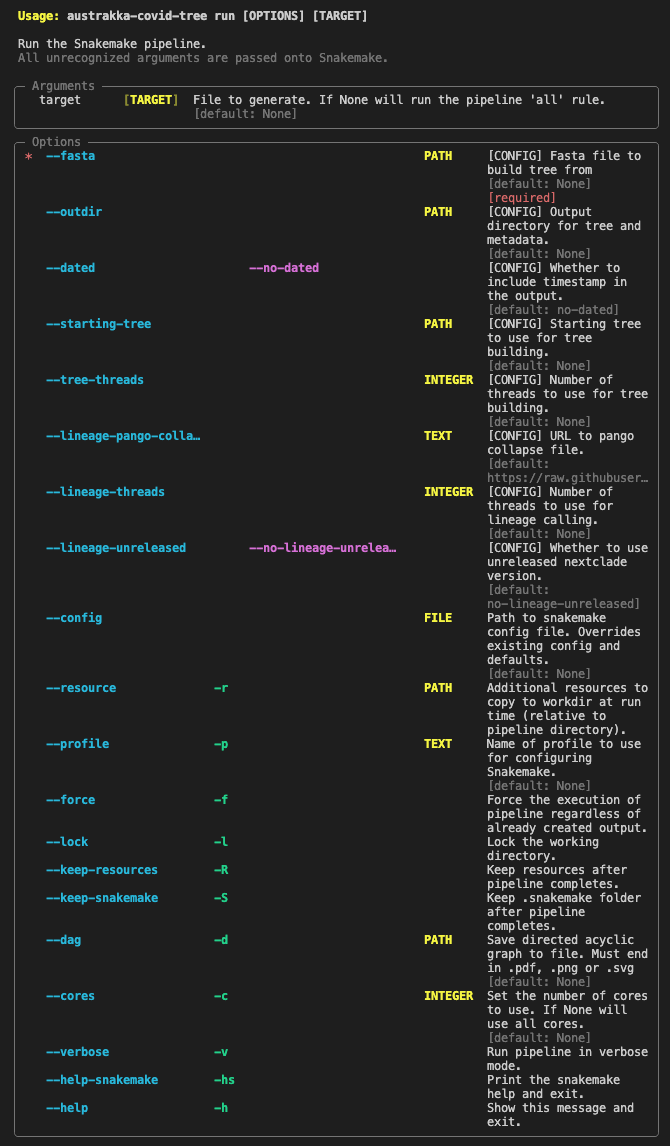 Usage: austrakka-covid-tree run [OPTIONS] [TARGET]
Run the Snakemake pipeline.
All unrecognized arguments are passed onto Snakemake.
Arguments
target [TARGET] File to generate. If None will run the pipeline 'all' rule.
[default: None]
Options
* --fasta PATH [CONFIG] Fasta file to
build tree from
[default: None]
[required]
--outdir PATH [CONFIG] Output
directory for tree and
metadata.
[default: None]
--dated --no-dated [CONFIG] Whether to
include timestamp in
the output.
[default: no-dated]
--starting-tree PATH [CONFIG] Starting tree
to use for tree
building.
[default: None]
--tree-threads INTEGER [CONFIG] Number of
threads to use for tree
building.
[default: None]
--lineage-pango-colla… TEXT [CONFIG] URL to pango
collapse file.
[default:
https://raw.githubuser…
--lineage-threads INTEGER [CONFIG] Number of
threads to use for
lineage calling.
[default: None]
--lineage-unreleased --no-lineage-unrelea… [CONFIG] Whether to use
unreleased nextclade
version.
[default:
no-lineage-unreleased]
--config FILE Path to snakemake
config file. Overrides
existing config and
defaults.
[default: None]
--resource -r PATH Additional resources to
copy to workdir at run
time (relative to
pipeline directory).
--profile -p TEXT Name of profile to use
for configuring
Snakemake.
[default: None]
--force -f Force the execution of
pipeline regardless of
already created output.
--lock -l Lock the working
directory.
--keep-resources -R Keep resources after
pipeline completes.
--keep-snakemake -S Keep .snakemake folder
after pipeline
completes.
--dag -d PATH Save directed acyclic
graph to file. Must end
in .pdf, .png or .svg
[default: None]
--cores -c INTEGER Set the number of cores
to use. If None will
use all cores.
[default: None]
--verbose -v Run pipeline in verbose
mode.
--help-snakemake -hs Print the snakemake
help and exit.
--help -h Show this message and
exit.